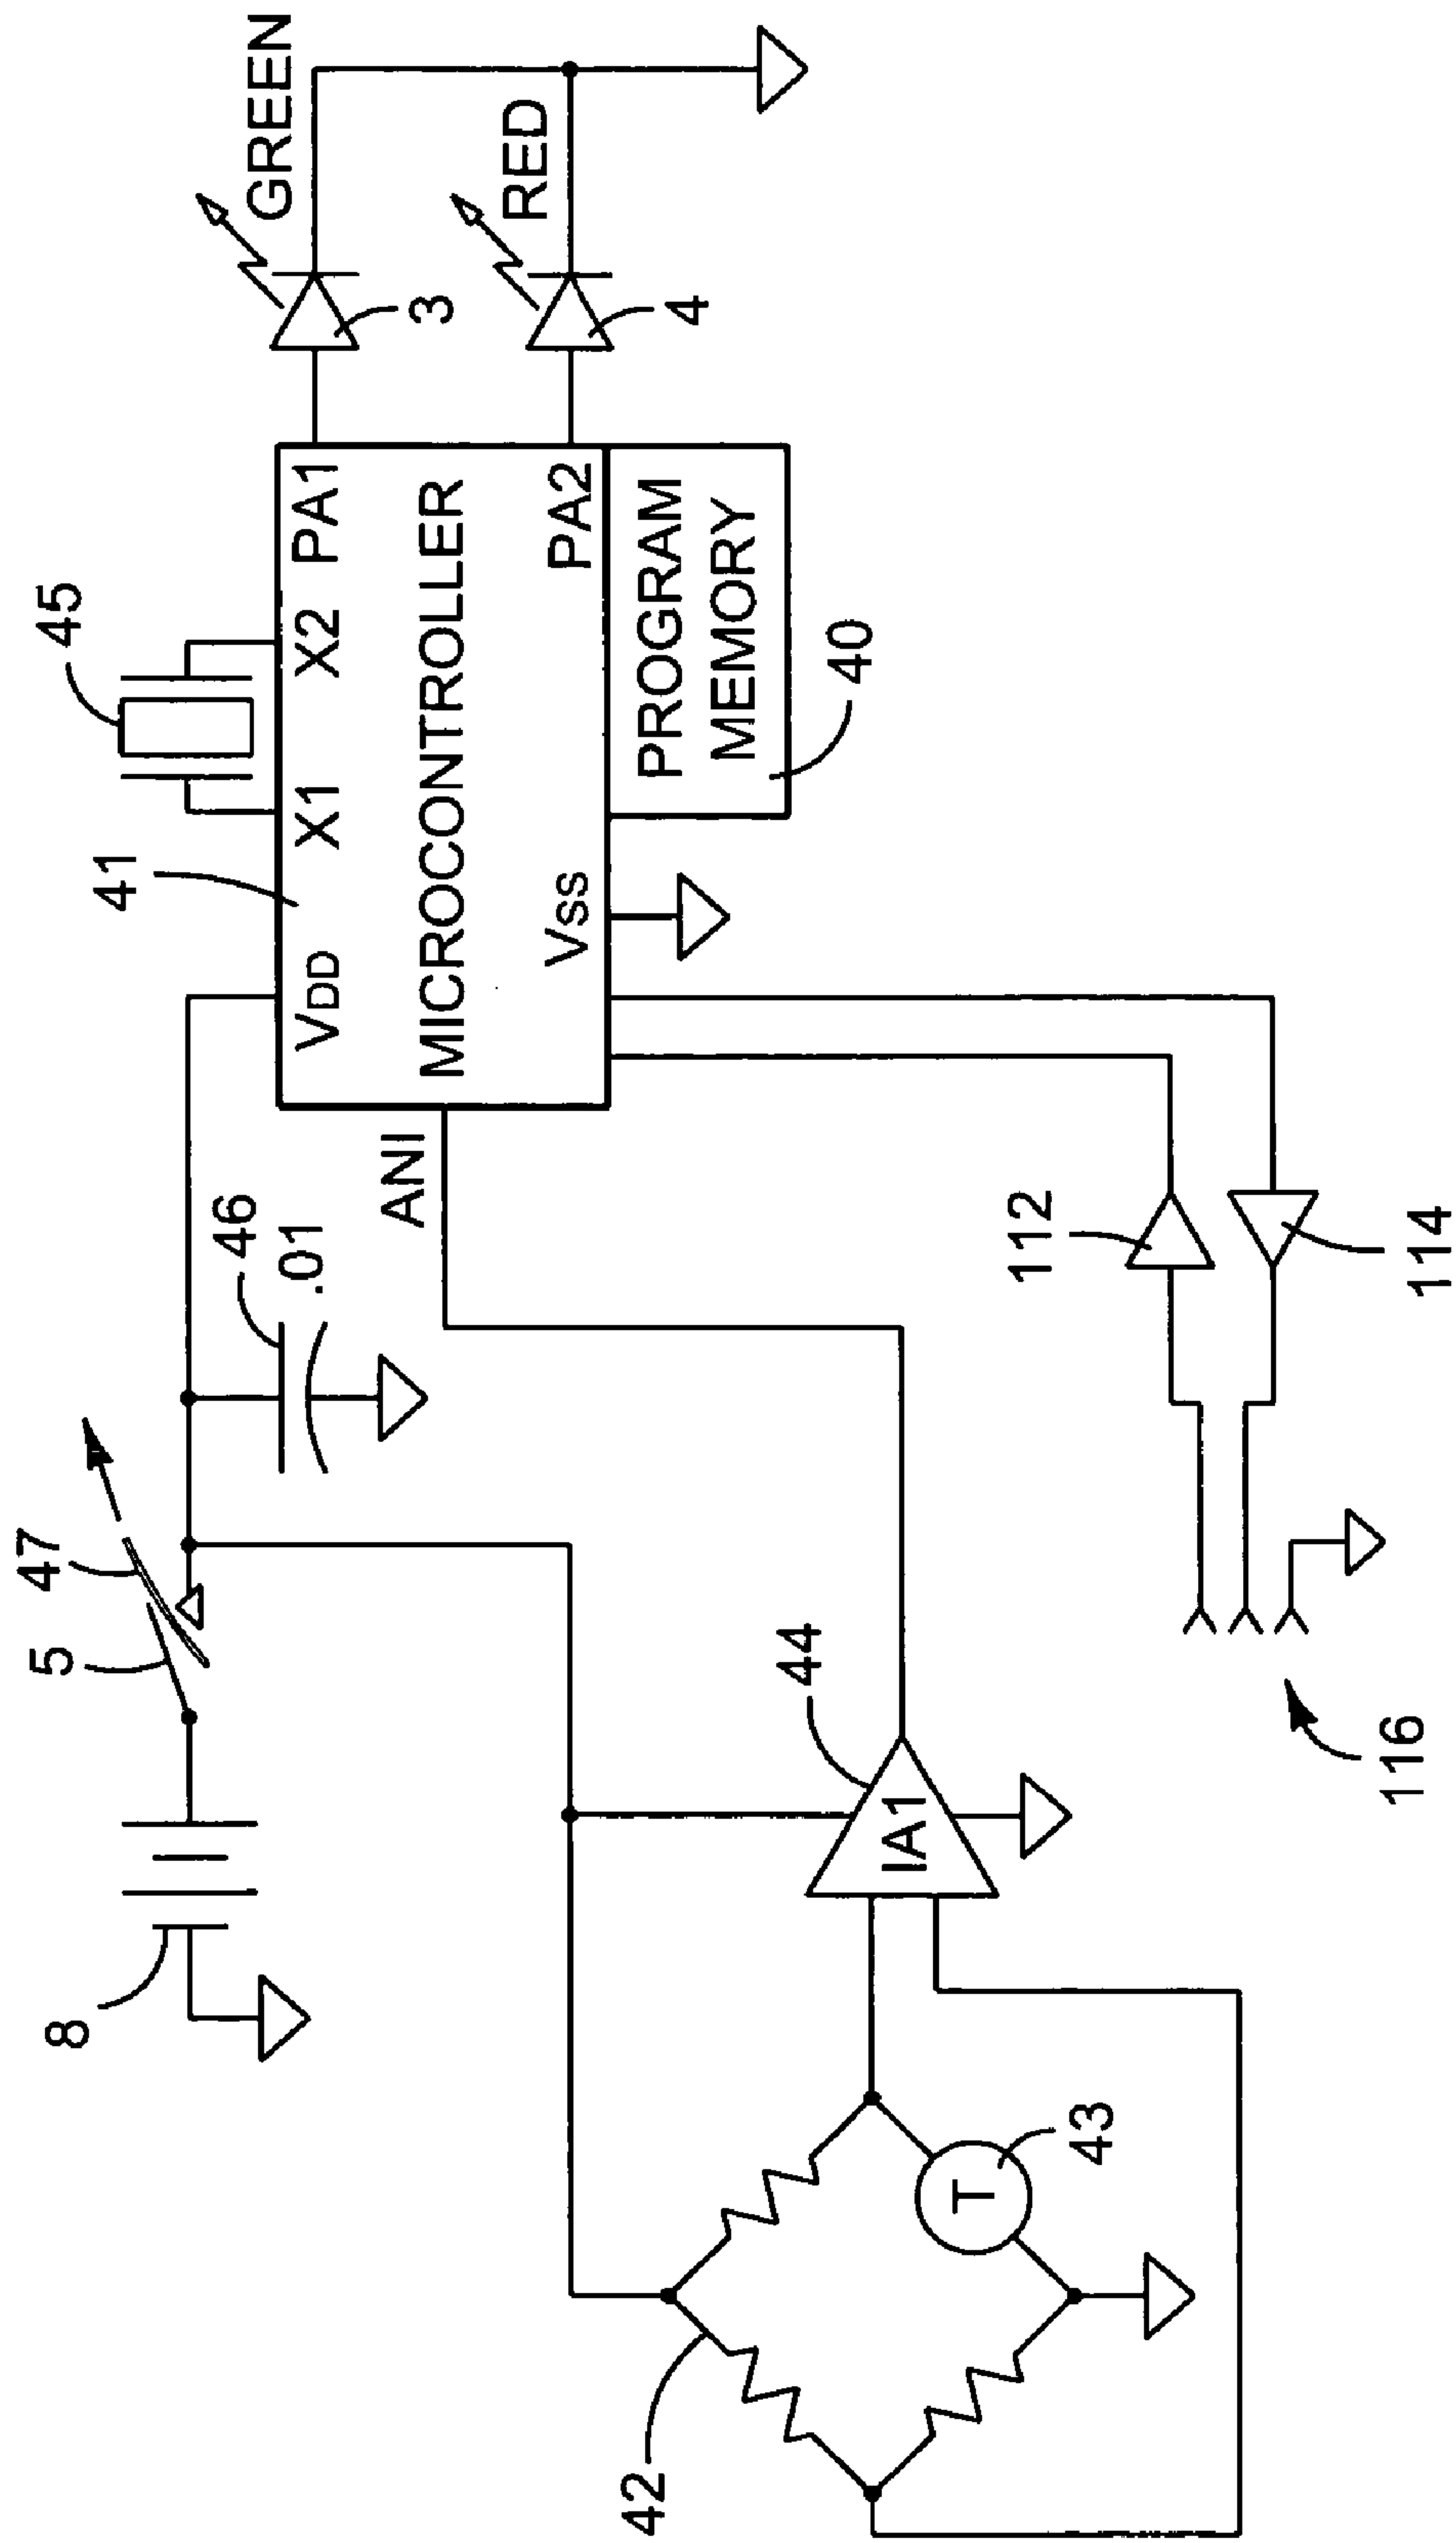 8
5
47
45
41
46
.01
GREEN
VDD X1 X2 PA1
ANI
3
MICROCONTROLLER
RED
VSS PA2
42
4
PROGRAM
MEMORY
44
40
IA1
T
112
43
116
114